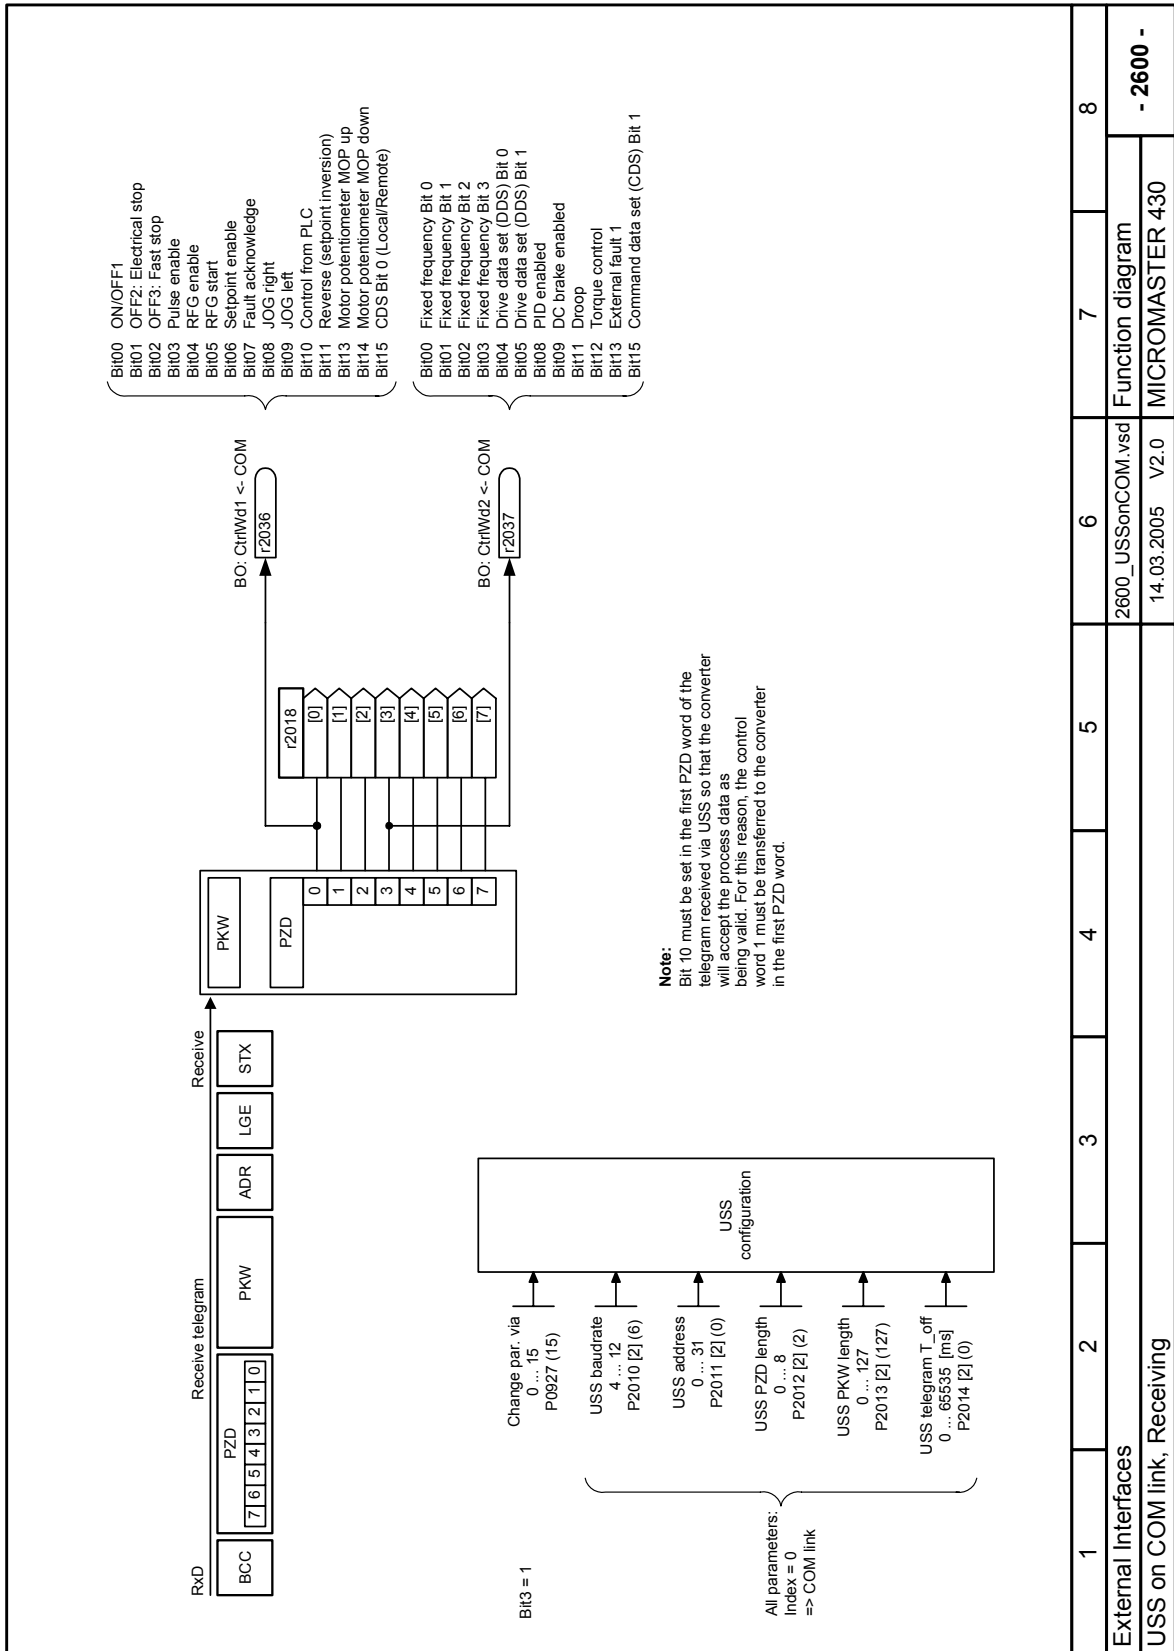 RxD
Receive telegram
Receive
BCC
PZD
7 6 5 4 3 2 1 0
PKW
ADR
LGE
STX
PKW
PZD
0
1
2
3
4
5
6
7
r2018
[0]
[1]
[2]
[3]
[4]
[5]
[6]
[7]
BO: CtrlWd1 <- COM
r2036
BO: CtrlWd2 <- COM
r2037
Bit00 ON/OFF1
Bit01 OFF2: Electrical stop
Bit02 OFF3: Fast stop
Bit03 Pulse enable
Bit04 RFG enable
Bit05 RFG start
Bit06 Setpoint enable
Bit07 Fault acknowledge
Bit08 JOG right
Bit09 JOG left
Bit10 Control from PLC
Bit11 Reverse (setpoint inversion)
Bit13 Motor potentiometer MOP up
Bit14 Motor potentiometer MOP down
Bit15 CDS Bit 0 (Local/Remote)
Bit00 Fixed frequency Bit 0
Bit01 Fixed frequency Bit 1
Bit02 Fixed frequency Bit 2
Bit03 Fixed frequency Bit 3
Bit04 Drive data set (DDS) Bit 0
Bit05 Drive data set (DDS) Bit 1
Bit08 PID enabled
Bit09 DC brake enabled
Bit11 Droop
Bit12 Torque control
Bit13 External fault 1
Bit15 Command data set (CDS) Bit 1
Bit3 = 1
Change par. via
0 ... 15
P0927 (15)
USS baudrate
4 ... 12
P2010 [2] (6)
USS address
0 ... 31
P2011 [2] (0)
USS PZD length
0 ... 8
P2012 [2] (2)
USS PKW length
0 ... 127
P2013 [2] (127)
USS telegram T_off
0 ... 65535 [ms]
P2014 [2] (0)
All parameters:
Index = 0
=> COM link
USS
configuration
Note:
Bit 10 must be set in the first PZD word of the
telegram received via USS so that the converter
will accept the process data as
being valid. For this reason, the control
word 1 must be transferred to the converter
in the first PZD word.
1 2 3 4 5 6 7 8
External Interfaces
2600_USSonCOM.vsd
Function diagram
- 2600 -
USS on COM link, Receiving
14.03.2005 V2.0
MICROMASTER 430